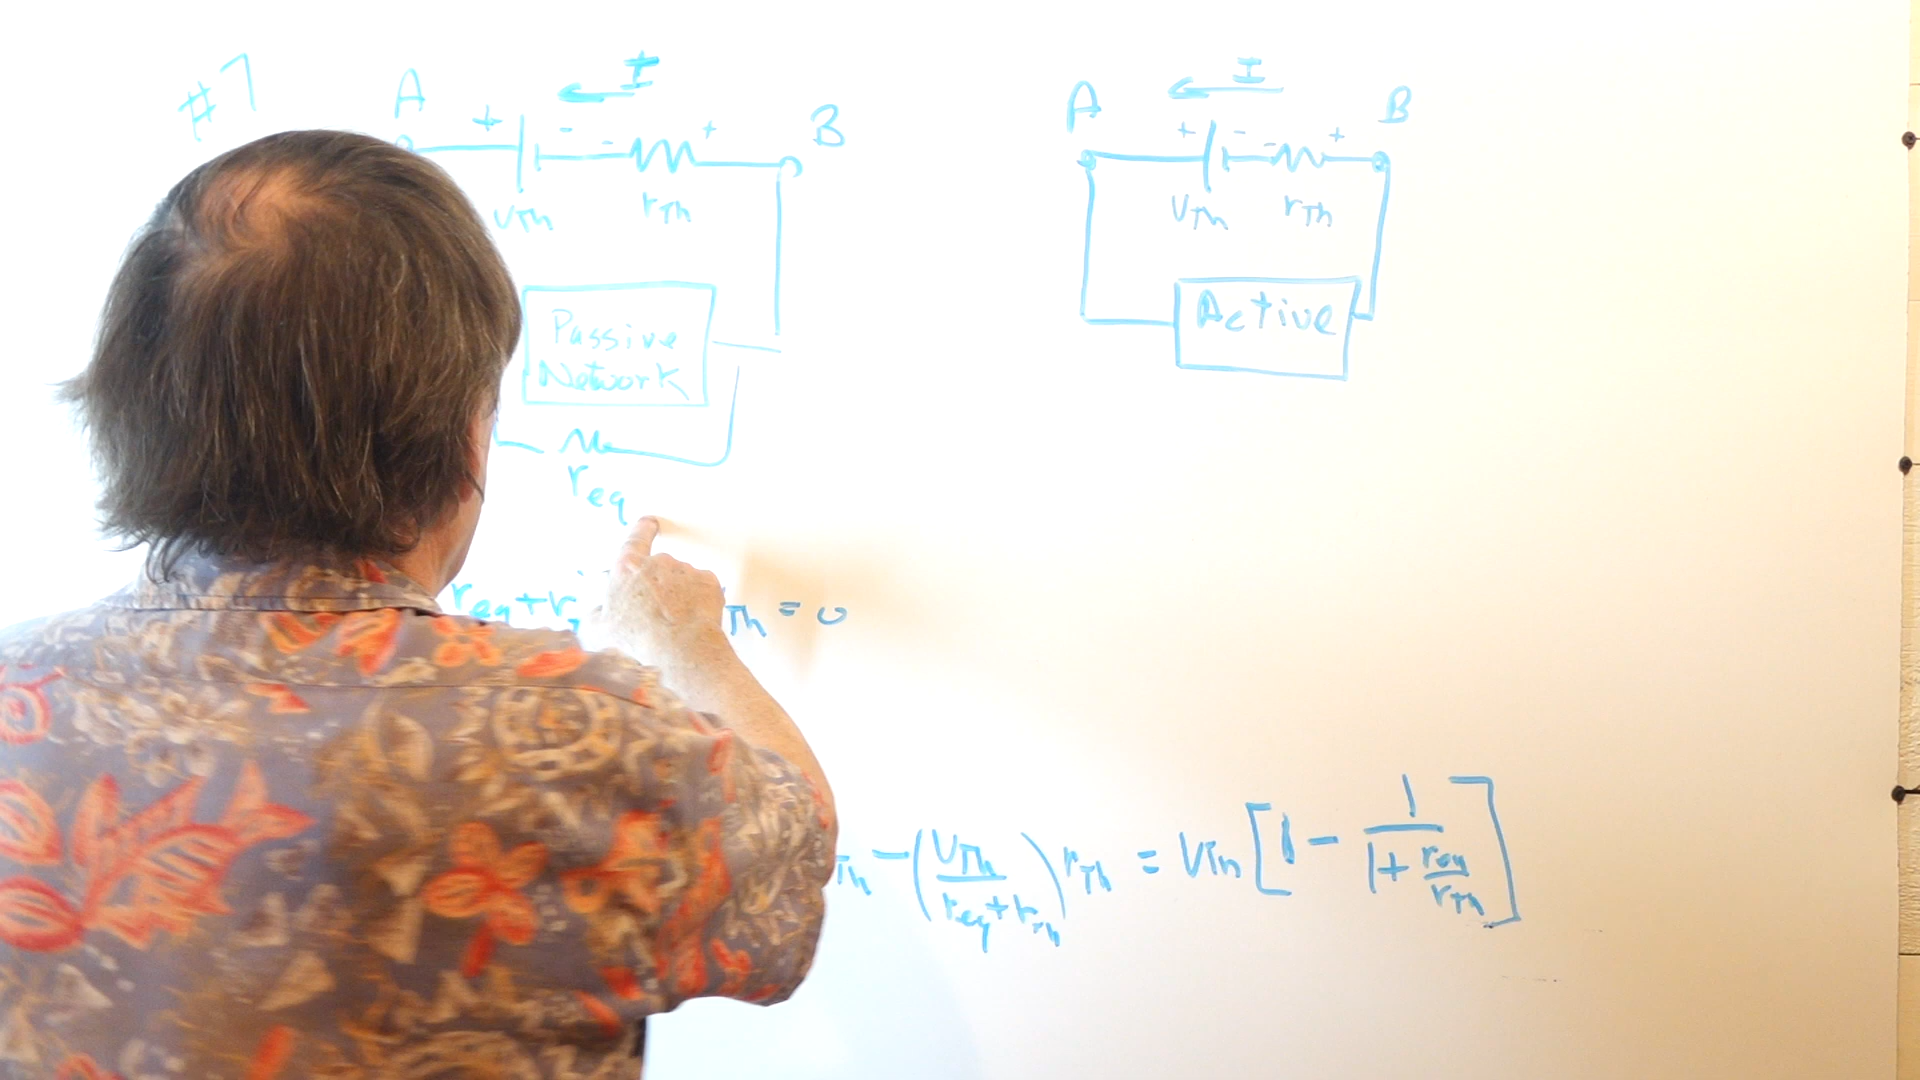 #7
A
I
B
+ - - +
VTh rTh
Passive
Network
req
req + r
Th = 0
Th - (VTh / (req + rTh)) rTh = VTh [1 - 1 / (1 + req / rTh)]
A
I
B
+ - - +
VTh rTh
Active